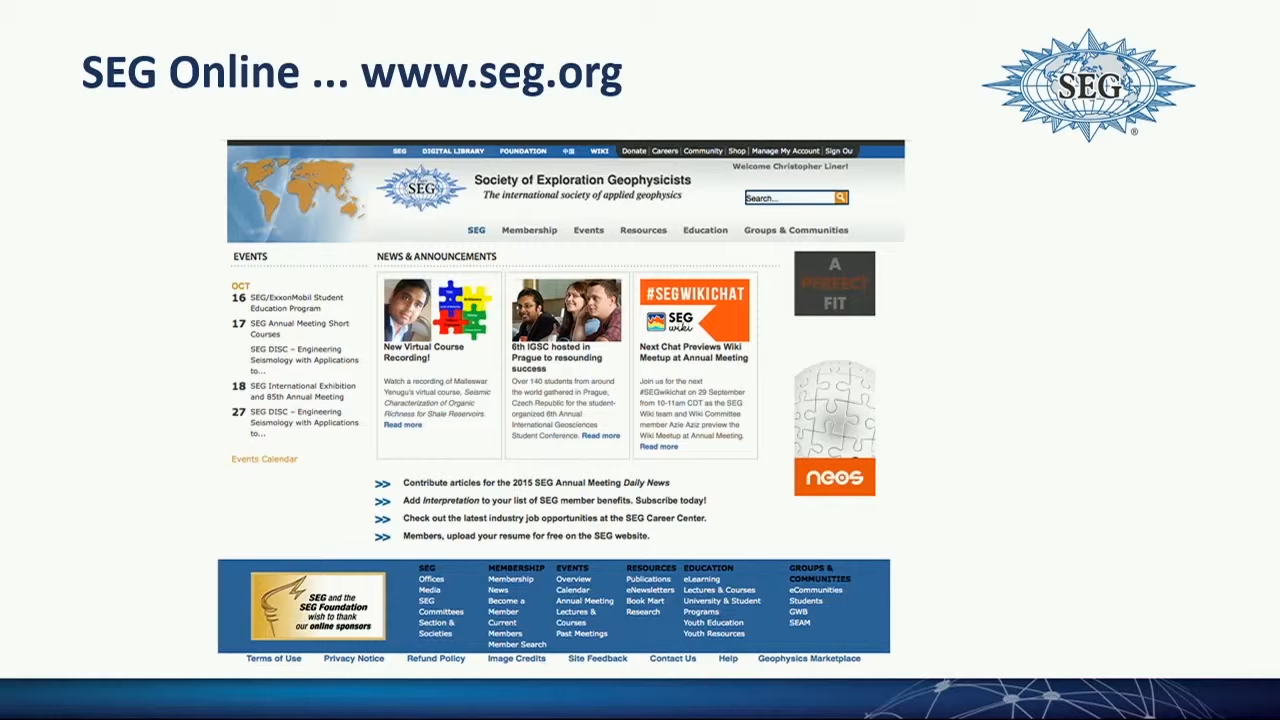 SEG Online ... www.seg.org
SEG
®
SEG DIGITAL LIBRARY FOUNDATION 中国 WIKI Donate | Careers | Community | Shop | Manage My Account | Sign Ou
Welcome Christopher Liner!
SEG
Society of Exploration Geophysicists
The international society of applied geophysics
Search...
SEG Membership Events Resources Education Groups & Communities
EVENTS
OCT
16 SEG/ExxonMobil Student
Education Program
17 SEG Annual Meeting Short
Courses
SEG DISC – Engineering
Seismology with Applications
to...
18 SEG International Exhibition
and 85th Annual Meeting
27 SEG DISC – Engineering
Seismology with Applications
to...
Events Calendar
NEWS & ANNOUNCEMENTS
New Virtual Course
Recording!
Watch a recording of Malleswar
Yenugu's virtual course, Seismic
Characterization of Organic
Richness for Shale Reservoirs.
Read more
6th IGSC hosted in
Prague to resounding
success
Over 140 students from around
the world gathered in Prague,
Czech Republic for the student-
organized 6th Annual
International Geosciences
Student Conference. Read more
#SEGWIKICHAT
SEG
wiki
Next Chat Previews Wiki
Meetup at Annual Meeting
Join us for the next
#SEGwikichat on 29 September
from 10-11am CDT as the SEG
Wiki team and Wiki Committee
member Azie Aziz preview the
Wiki Meetup at Annual Meeting.
Read more
A
PERFECT
FIT
neos
>> Contribute articles for the 2015 SEG Annual Meeting Daily News
>> Add Interpretation to your list of SEG member benefits. Subscribe today!
>> Check out the latest industry job opportunities at the SEG Career Center.
>> Members, upload your resume for free on the SEG website.
SEG and the
SEG Foundation
wish to thank
our online sponsors
SEG
Offices
Media
SEG
Committees
Section &
Societies
MEMBERSHIP
Membership
News
Become a
Member
Current
Members
Member Search
EVENTS
Overview
Calendar
Annual Meeting
Lectures &
Courses
Past Meetings
RESOURCES
Publications
eNewsletters
Book Mart
Research
EDUCATION
eLearning
Lectures & Courses
University & Student
Programs
Youth Education
Youth Resources
GROUPS &
COMMUNITIES
eCommunities
Students
GWB
SEAM
Terms of Use Privacy Notice Refund Policy Image Credits Site Feedback Contact Us Help Geophysics Marketplace